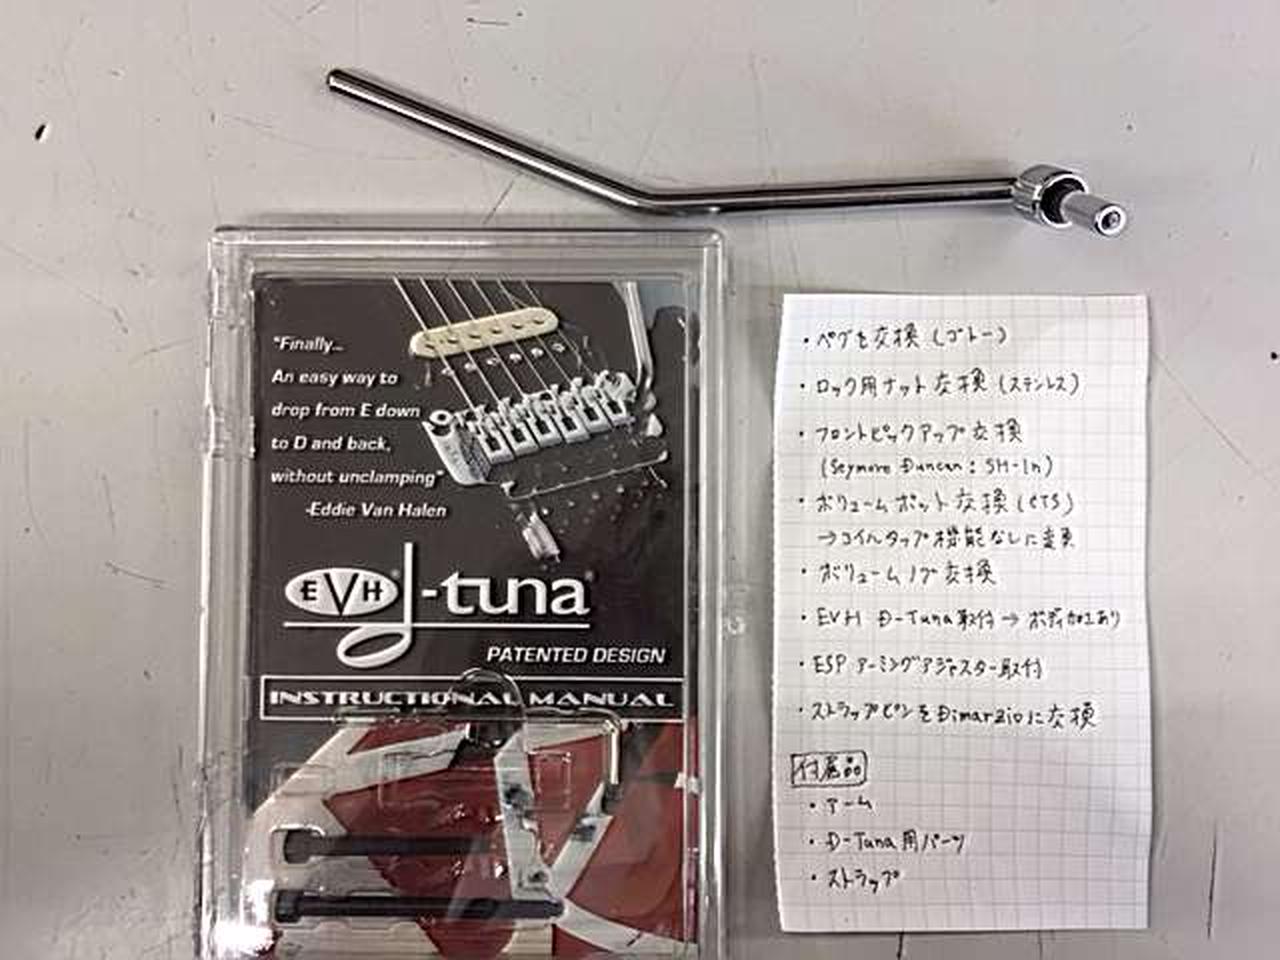 "Finally...
An easy way to
drop from E down
to D and back,
without unclamping"
-Eddie Van Halen
EVH d-tuna
PATENTED DESIGN
INSTRUCTIONAL MANUAL
・ペグを交換(ゴトー)
・ロック用ナット交換(ステンレス)
・フロントピックアップ交換
(Seymore Duncan: SH-1n)
・ボリュームポット交換(CTS)
→コイルタップ機能なしに変更
・ボリュームノブ交換
・EVH D-Tuna取付→ボディ加工あり
・ESP アーミングアジャスター取付
・ストラップピンをDimarzioに交換
付属品
・アーム
・D-Tuna用パーツ
・ストラップ